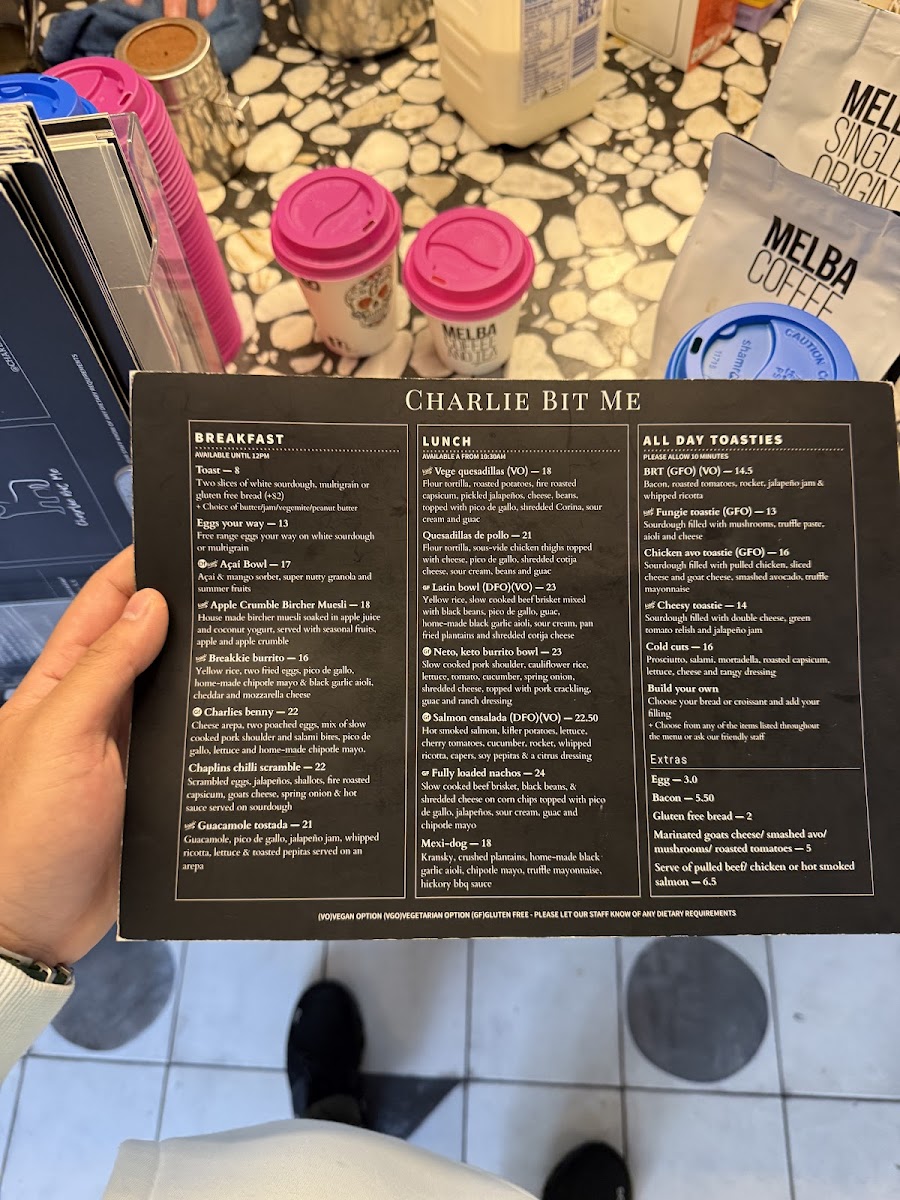 MELBA
SINGLE
ORIGIN
MELBA
COFFEE
CAUTION
MELBA
COFFEE
AND TEA
CHARLIE BIT ME
BREAKFAST
AVAILABLE UNTIL 12PM
Toast — 8
Two slices of white sourdough, multigrain or
gluten free bread (+$2)
+ Choice of butter/jam/vegemite/peanut butter
Eggs your way — 13
Free range eggs your way on white sourdough
or multigrain
Açai Bowl — 17
Açai & mango sorbet, super nutty granola and
summer fruits
Apple Crumble Bircher Muesli — 18
House made bircher muesli soaked in apple juice
and coconut yogurt, served with seasonal fruits,
apple and apple crumble
Breakkie burrito — 16
Yellow rice, two fried eggs, pico de gallo,
home-made chipotle mayo & black garlic aioli,
cheddar and mozzarella cheese
Charlies benny — 22
Cheese arepa, two poached eggs, mix of slow
cooked pork shoulder and salami bites, pico de
gallo, lettuce and home-made chipotle mayo.
Chaplins chilli scramble — 22
Scrambled eggs, jalapeños, shallots, fire roasted
capsicum, goats cheese, spring onion & hot
sauce served on sourdough
Guacamole tostada — 21
Guacamole, pico de gallo, jalapeño jam, whipped
ricotta, lettuce & toasted pepitas served on an
arepa
LUNCH
AVAILABLE A FROM 10:30AM
Vege quesadillas (VO) — 18
Flour tortilla, roasted potatoes, fire roasted
capsicum, pickled jalapeños, cheese, beans,
topped with pico de gallo, shredded Corina, sour
cream and guac
Quesadillas de pollo — 21
Flour tortilla, sous-vide chicken thighs topped
with cheese, pico de gallo, shredded cotija
cheese, sour cream, beans and guac
GF Latin bowl (DFO)(VO) — 23
Yellow rice, slow cooked beef brisket mixed
with black beans, pico de gallo, guac,
home-made black garlic aioli, sour cream, pan
fried plantains and shredded cotija cheese
Neto, keto burrito bowl — 23
Slow cooked pork shoulder, cauliflower rice,
lettuce, tomato, cucumber, spring onion,
shredded cheese, topped with pork crackling,
guac and ranch dressing
Salmon ensalada (DFO)(VO) — 22.50
Hot smoked salmon, kifler potatoes, lettuce,
cherry tomatoes, cucumber, rocket, whipped
ricotta, capers, soy pepitas & a citrus dressing
GF Fully loaded nachos — 24
Slow cooked beef brisket, black beans, &
shredded cheese on corn chips topped with pico
de gallo, jalapeños, sour cream, guac and
chipotle mayo
Mexi-dog — 18
Kransky, crushed plantains, home-made black
garlic aioli, chipotle mayo, truffle mayonnaise,
hickory bbq sauce
ALL DAY TOASTIES
PLEASE ALLOW 10 MINUTES
BRT (GFO) (VO) — 14.5
Bacon, roasted tomatoes, rocket, jalapeño jam &
whipped ricotta
Fungie toastie (GFO) — 13
Sourdough filled with mushrooms, truffle paste,
aioli and cheese
Chicken avo toastie (GFO) — 16
Sourdough filled with pulled chicken, sliced
cheese and goat cheese, smashed avocado, truffle
mayonnaise
Cheesy toastie — 14
Sourdough filled with double cheese, green
tomato relish and jalapeño jam
Cold cuts — 16
Prosciutto, salami, mortadella, roasted capsicum,
lettuce, cheese and tangy dressing
Build your own
Choose your bread or croissant and add your
filling
+ Choose from any of the items listed throughout
the menu or ask our friendly staff
Extras
Egg — 3.0
Bacon — 5.50
Gluten free bread — 2
Marinated goats cheese/ smashed avo/
mushrooms/ roasted tomatoes — 5
Serve of pulled beef/ chicken or hot smoked
salmon — 6.5
(VO)VEGAN OPTION (VGO)VEGETARIAN OPTION (GF)GLUTEN FREE - PLEASE LET OUR STAFF KNOW OF ANY DIETARY REQUIREMENTS